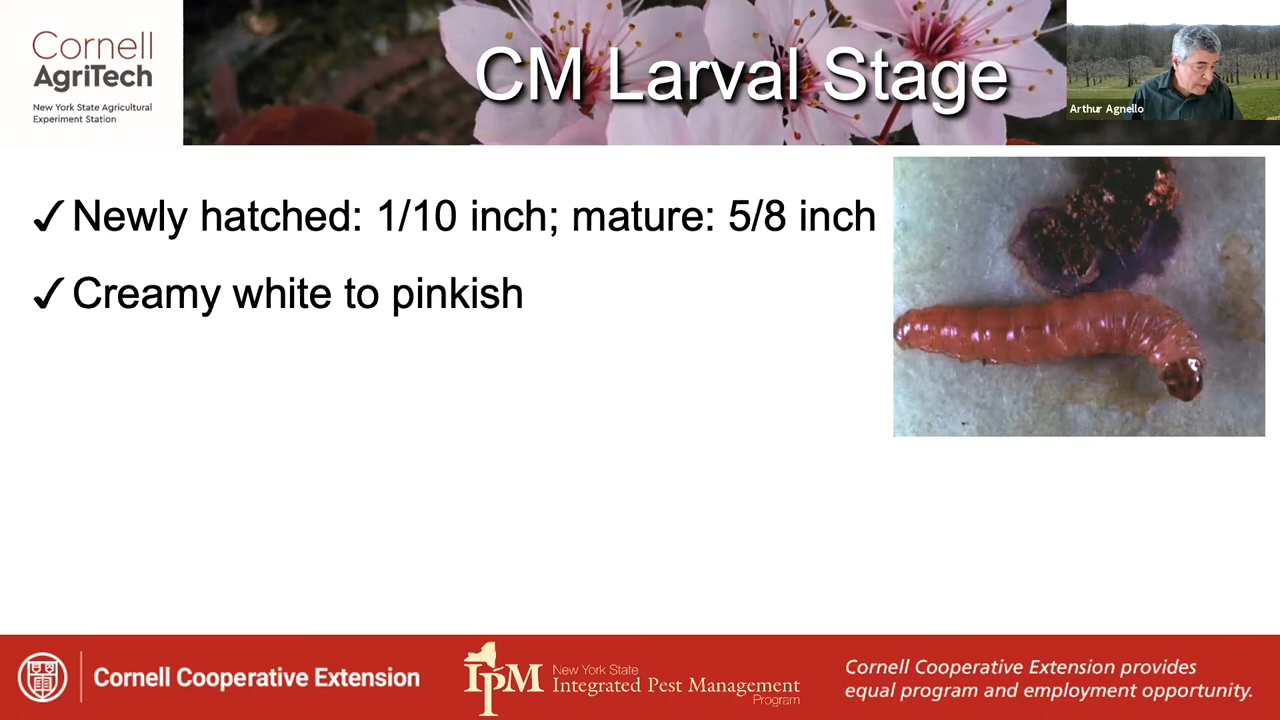 Cornell
AgriTech
New York State Agricultural
Experiment Station
CM Larval Stage
Arthur Agnello
✓Newly hatched: 1/10 inch; mature: 5/8 inch
✓Creamy white to pinkish
Cornell Cooperative Extension
IPM
New York State
Integrated Pest Management
Program
Cornell Cooperative Extension provides
equal program and employment opportunity.